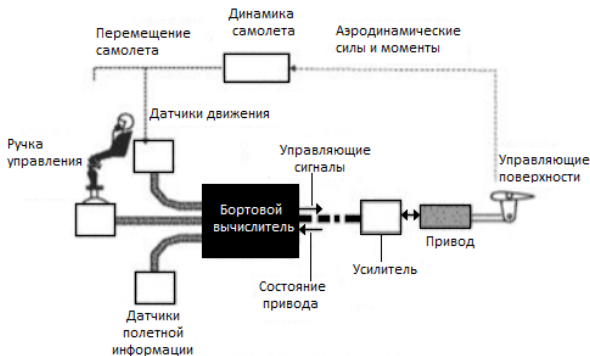 Динамика
самолета
Аэродинамические
силы и моменты
Перемещение
самолета
Датчики движения
Ручка
управления
Управляющие
сигналы
Управляющие
поверхности
Бортовой
вычислитель
Привод
Усилитель
Состояние
привода
Датчики
полетной
информации